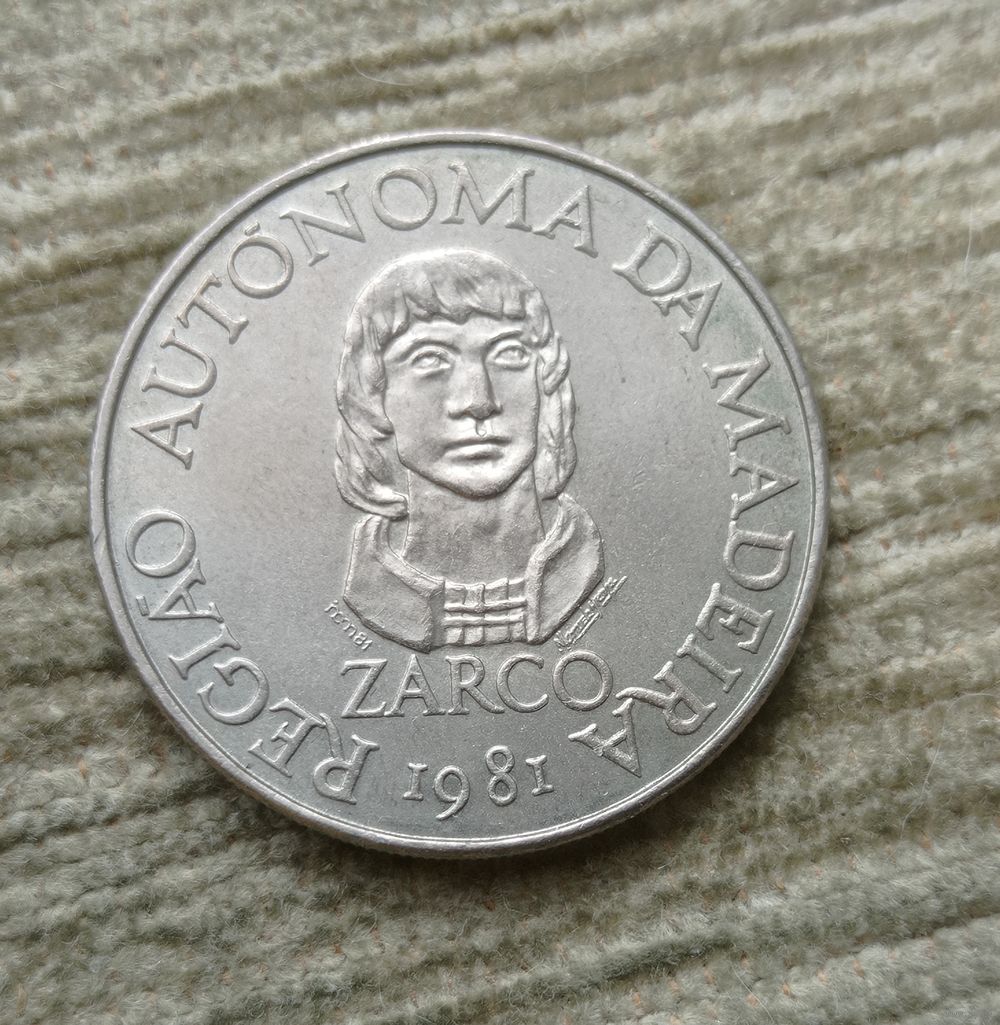 REGIÃO AUTÓNOMA DA MADEIRA
ZARCO
1981